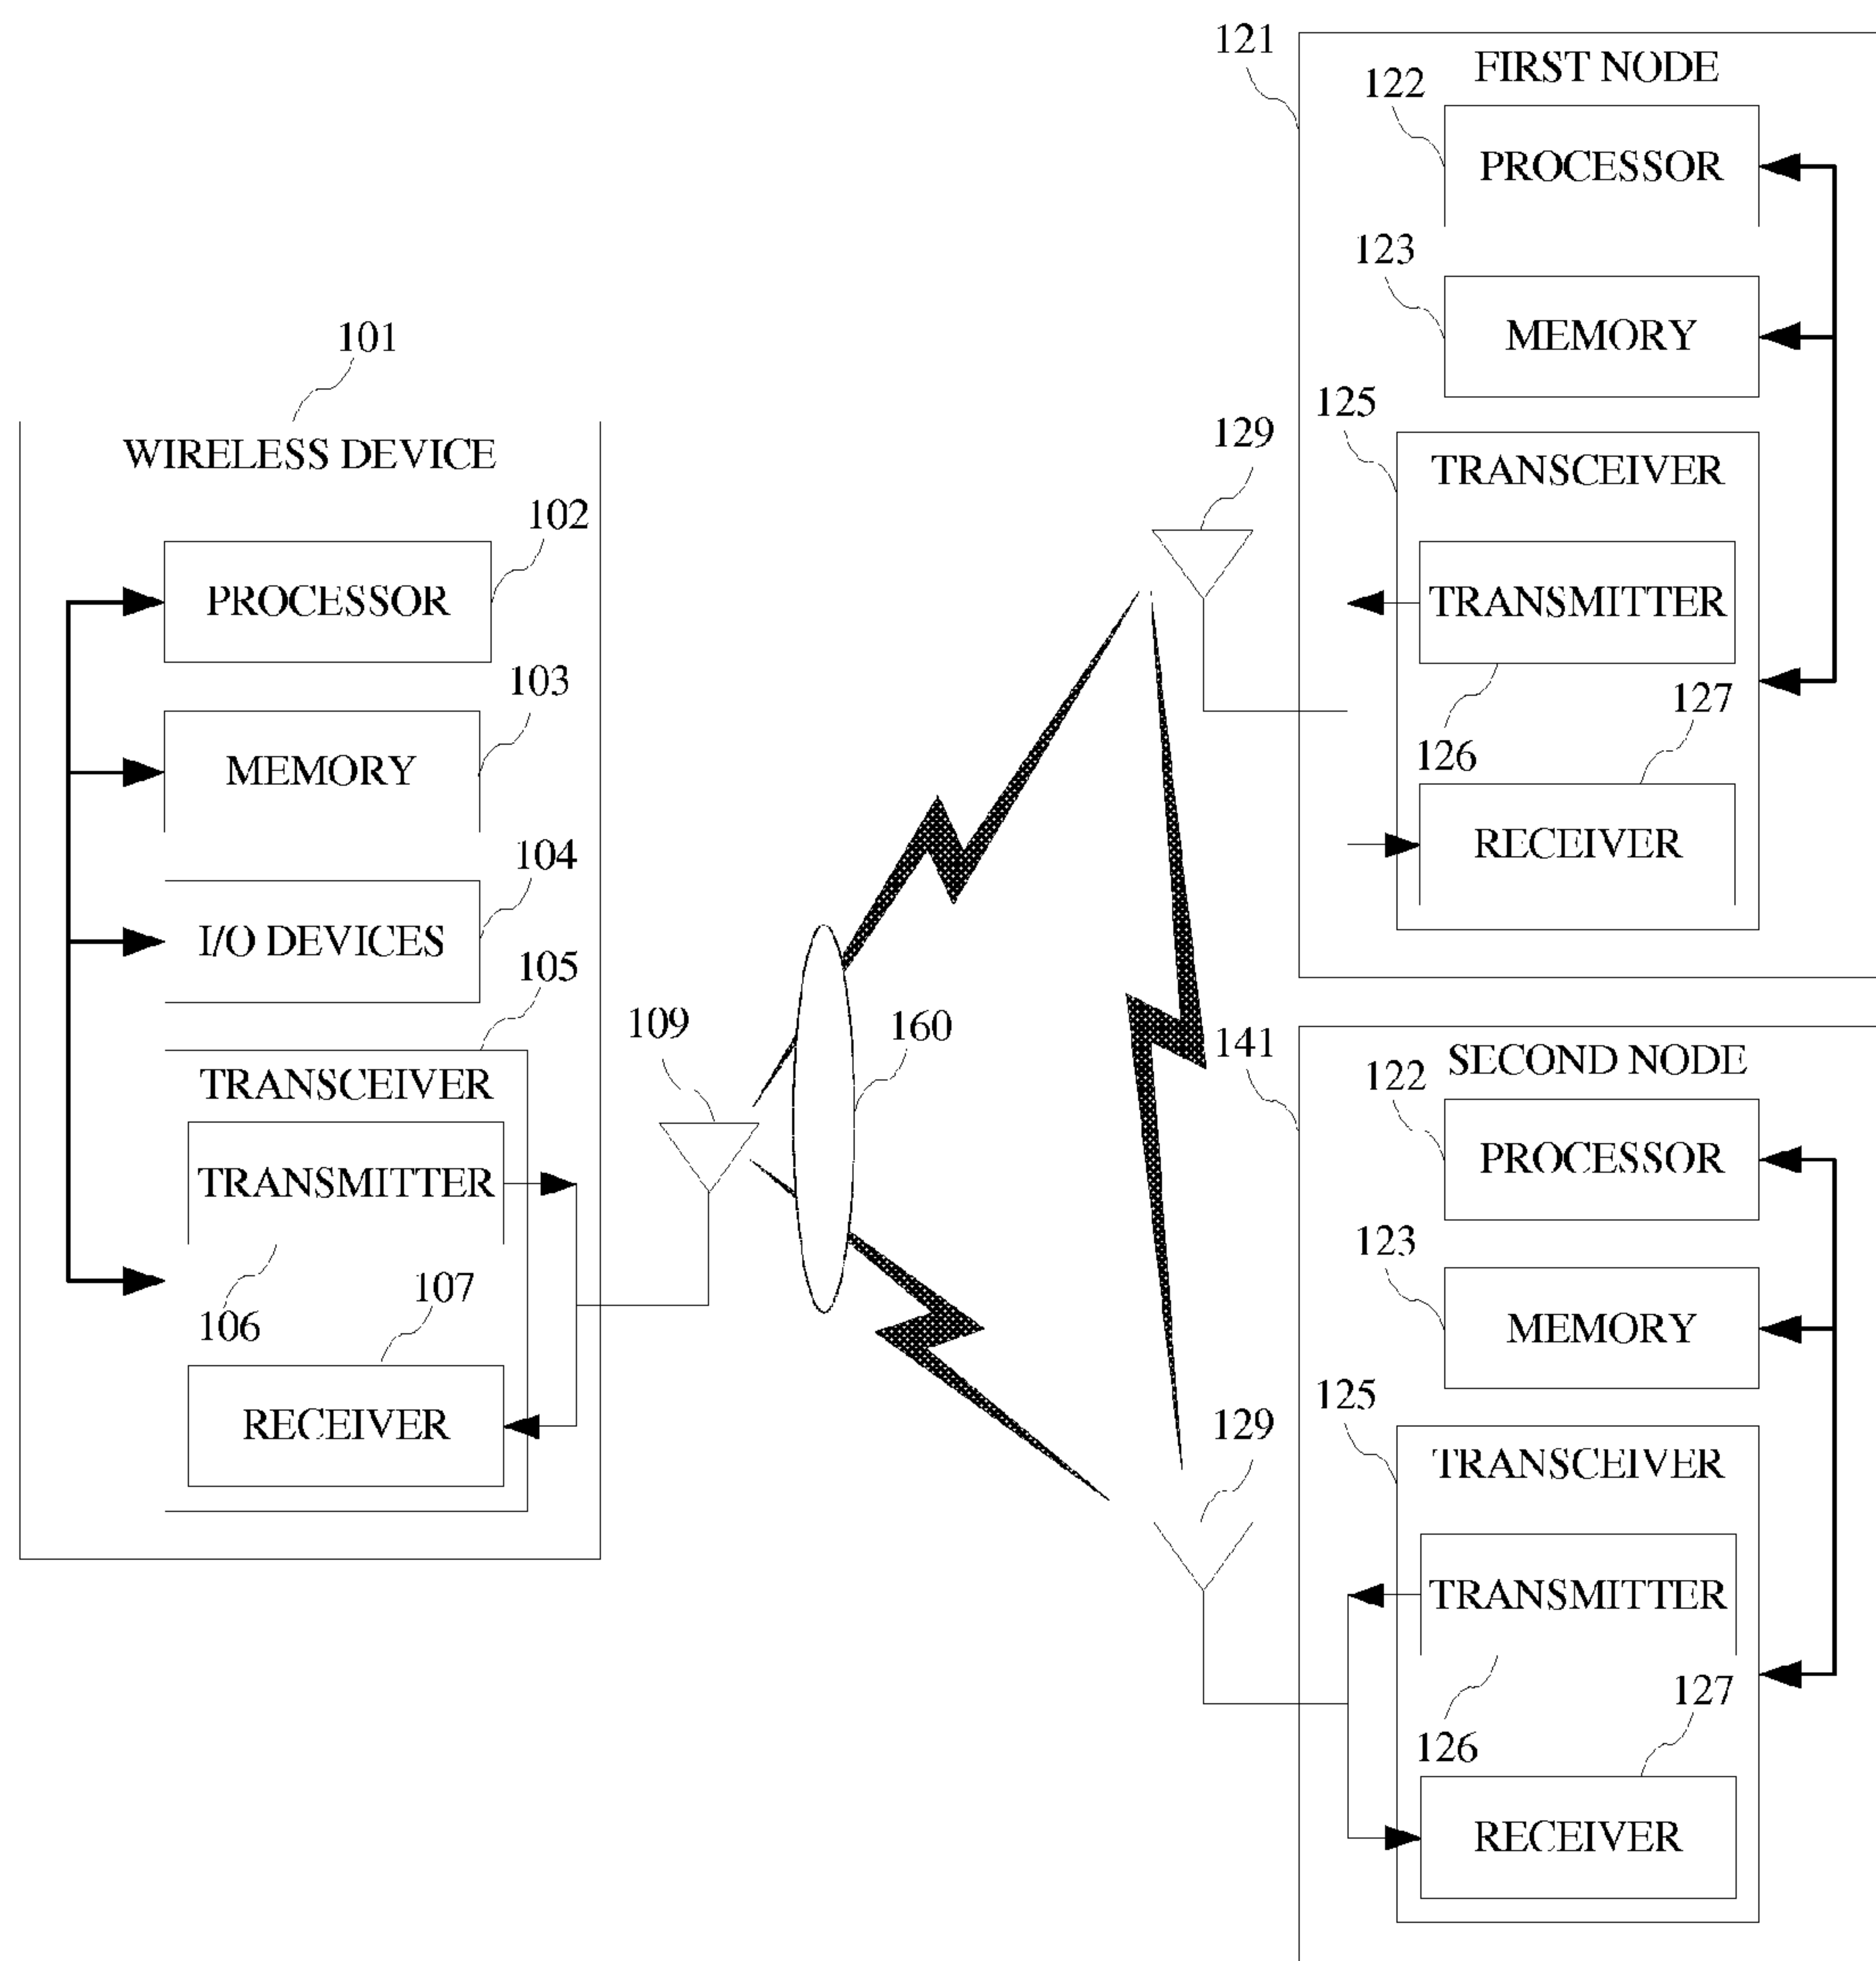 101
WIRELESS DEVICE
102
PROCESSOR
103
MEMORY
104
I/O DEVICES
105
TRANSCEIVER
TRANSMITTER
106
107
RECEIVER
109
160
129
121
FIRST NODE
122
PROCESSOR
123
MEMORY
125
TRANSCEIVER
TRANSMITTER
126
127
RECEIVER
141
SECOND NODE
122
PROCESSOR
123
MEMORY
125
129
TRANSCEIVER
TRANSMITTER
126
127
RECEIVER